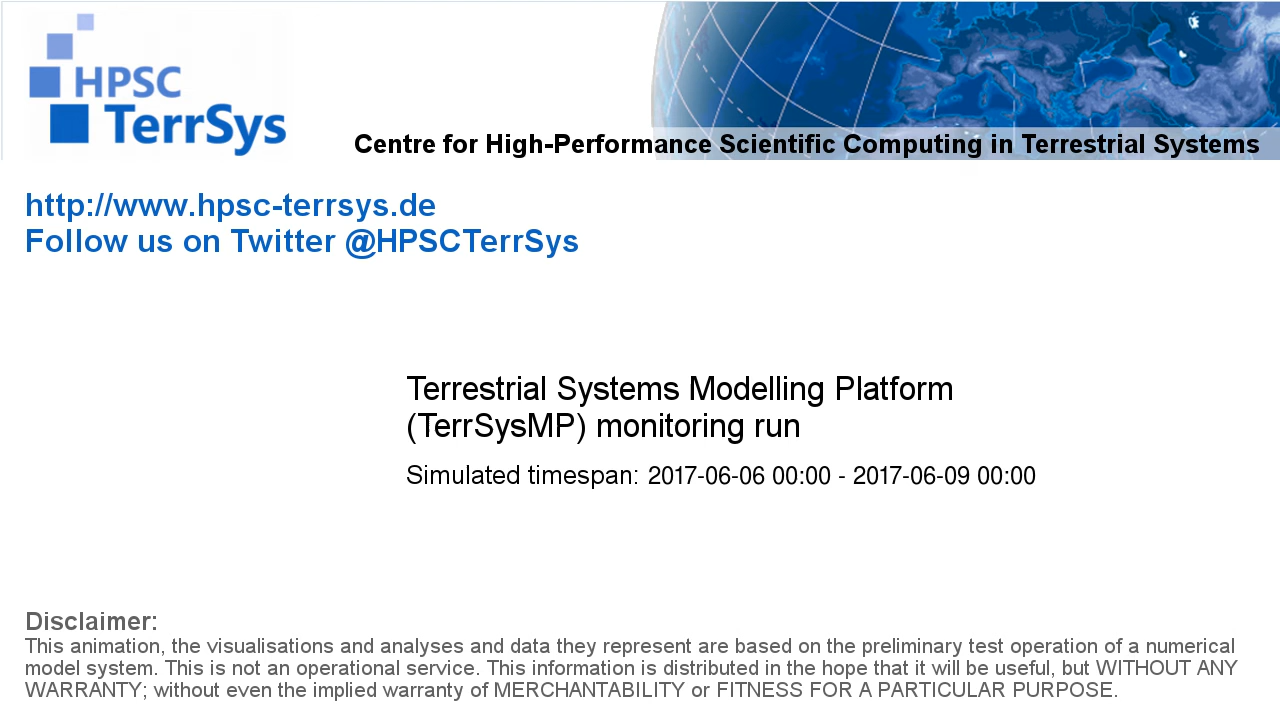 HPSC
TerrSys
Centre for High-Performance Scientific Computing in Terrestrial Systems
http://www.hpsc-terrsys.de
Follow us on Twitter @HPSCTerrSys
Terrestrial Systems Modelling Platform
(TerrSysMP) monitoring run
Simulated timespan: 2017-06-06 00:00 - 2017-06-09 00:00
Disclaimer:
This animation, the visualisations and analyses and data they represent are based on the preliminary test operation of a numerical
model system. This is not an operational service. This information is distributed in the hope that it will be useful, but WITHOUT ANY
WARRANTY; without even the implied warranty of MERCHANTABILITY or FITNESS FOR A PARTICULAR PURPOSE.